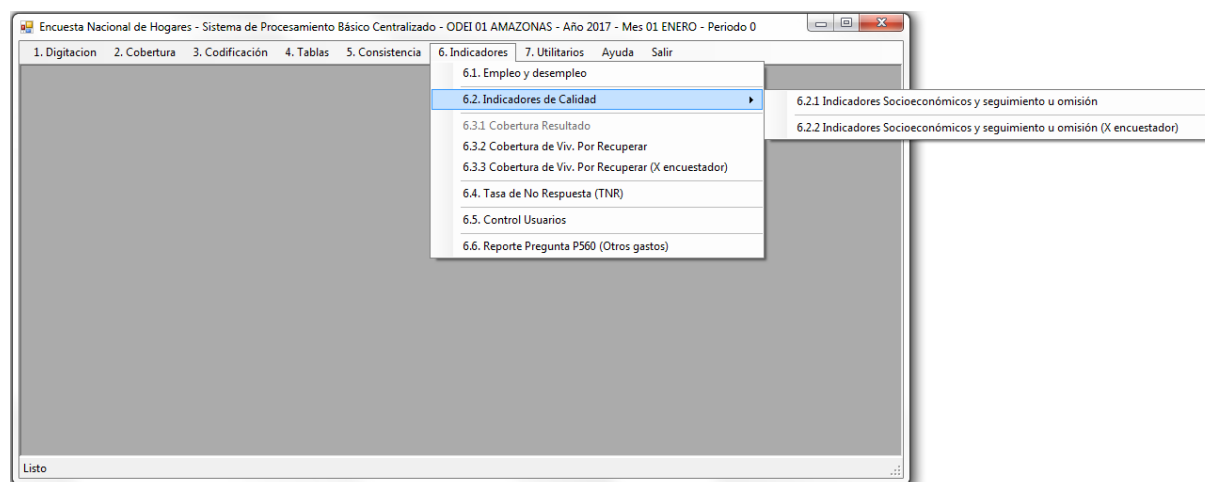 Encuesta Nacional de Hogares - Sistema de Procesamiento Básico Centralizado - ODEI 01 AMAZONAS - Año 2017 - Mes 01 ENERO - Periodo 0
1. Digitacion 2. Cobertura 3. Codificación 4. Tablas 5. Consistencia 6. Indicadores 7. Utilitarios Ayuda Salir
6.1. Empleo y desempleo
6.2. Indicadores de Calidad
6.2.1 Indicadores Socioeconómicos y seguimiento u omisión
6.2.2 Indicadores Socioeconómicos y seguimiento u omisión (X encuestador)
6.3.1 Cobertura Resultado
6.3.2 Cobertura de Viv. Por Recuperar
6.3.3 Cobertura de Viv. Por Recuperar (X encuestador)
6.4. Tasa de No Respuesta (TNR)
6.5. Control Usuarios
6.6. Reporte Pregunta P560 (Otros gastos)
Listo